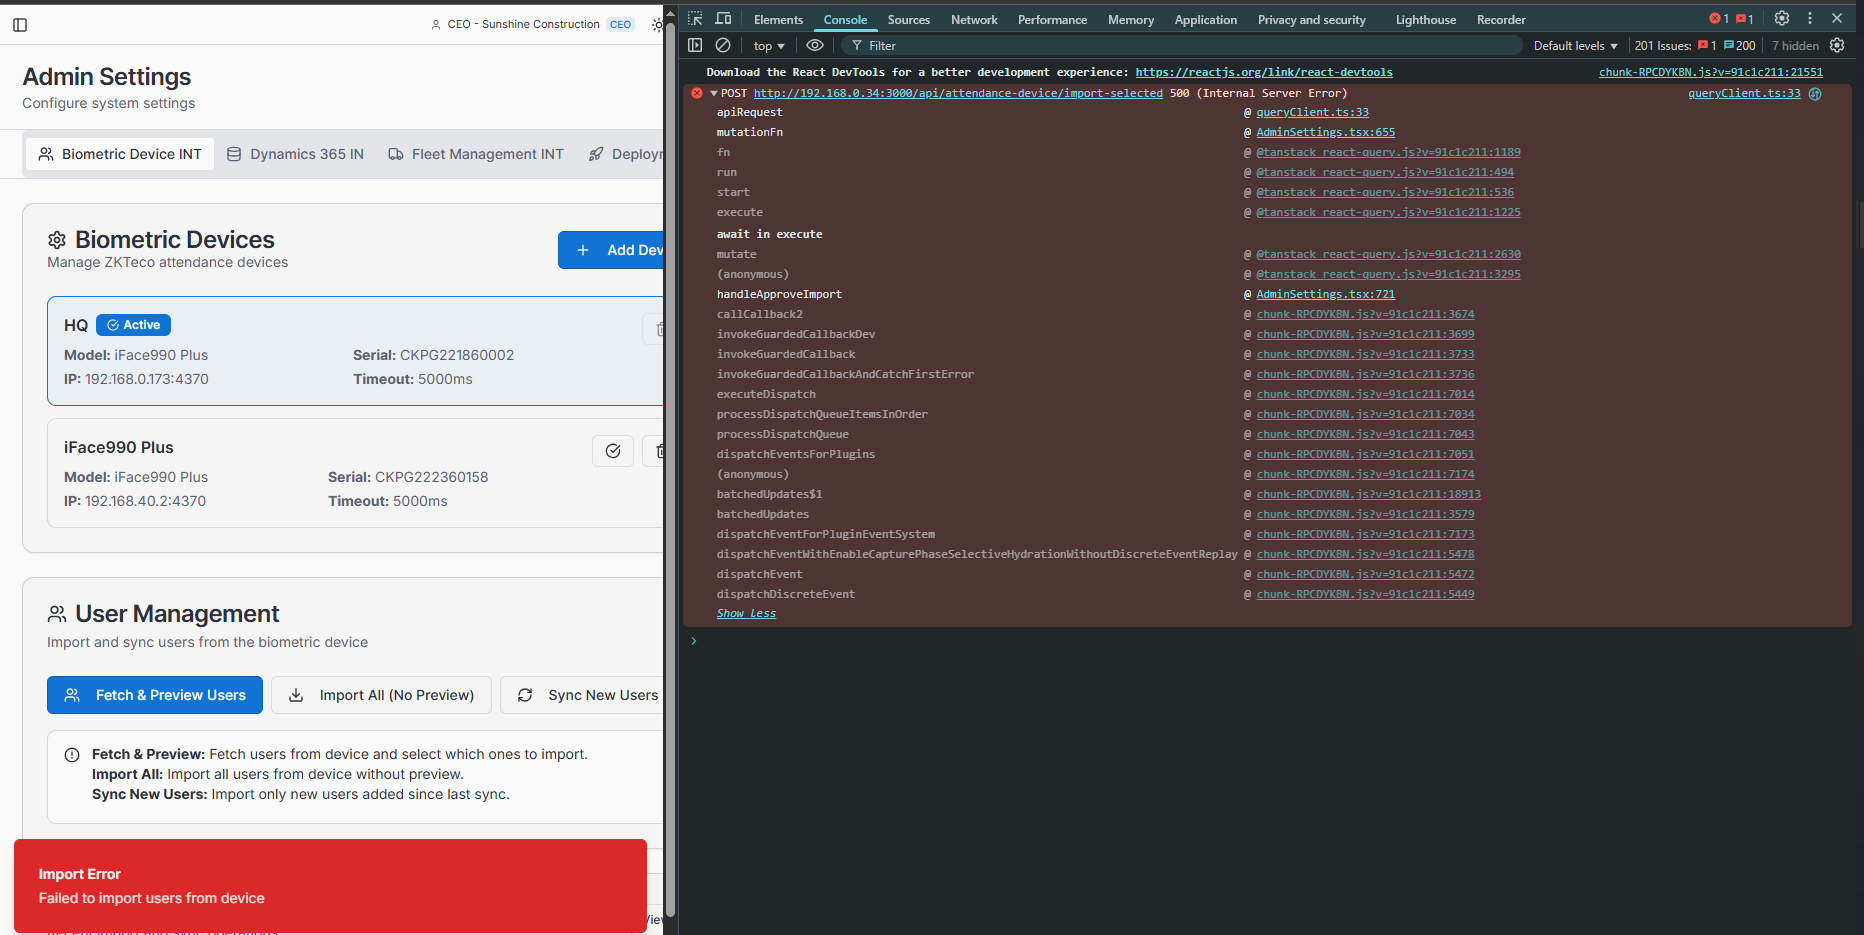 CEO - Sunshine Construction CEO
Admin Settings
Configure system settings
Biometric Device INT
Dynamics 365 IN
Fleet Management INT
Deployr
Biometric Devices
Manage ZKTeco attendance devices
+ Add Dev
HQ Active
Model: iFace990 Plus
Serial: CKPG221860002
IP: 192.168.0.173:4370
Timeout: 5000ms
iFace990 Plus
Model: iFace990 Plus
Serial: CKPG222360158
IP: 192.168.40.2:4370
Timeout: 5000ms
User Management
Import and sync users from the biometric device
Fetch & Preview Users
Import All (No Preview)
Sync New Users
Fetch & Preview: Fetch users from device and select which ones to import.
Import All: Import all users from device without preview.
Sync New Users: Import only new users added since last sync.
Import Error
Failed to import users from device
Elements Console Sources Network Performance Memory Application Privacy and security Lighthouse Recorder 1 1
top Filter Default levels 201 Issues: 1 200 7 hidden
Download the React DevTools for a better development experience: https://reactjs.org/link/react-devtools chunk-RPCDYKBN.js?v=91c1c211:21551
POST http://192.168.0.34:3000/api/attendance-device/import-selected 500 (Internal Server Error) queryClient.ts:33
apiRequest @ queryClient.ts:33
mutationFn @ AdminSettings.tsx:655
fn @ @tanstack_react-query.js?v=91c1c211:1189
run @ @tanstack_react-query.js?v=91c1c211:494
start @ @tanstack_react-query.js?v=91c1c211:536
execute @ @tanstack_react-query.js?v=91c1c211:1225
await in execute
mutate @ @tanstack_react-query.js?v=91c1c211:2630
(anonymous) @ @tanstack_react-query.js?v=91c1c211:3295
handleApproveImport @ AdminSettings.tsx:721
callCallback2 @ chunk-RPCDYKBN.js?v=91c1c211:3674
invokeGuardedCallbackDev @ chunk-RPCDYKBN.js?v=91c1c211:3699
invokeGuardedCallback @ chunk-RPCDYKBN.js?v=91c1c211:3733
invokeGuardedCallbackAndCatchFirstError @ chunk-RPCDYKBN.js?v=91c1c211:3736
executeDispatch @ chunk-RPCDYKBN.js?v=91c1c211:7014
processDispatchQueueItemsInOrder @ chunk-RPCDYKBN.js?v=91c1c211:7034
processDispatchQueue @ chunk-RPCDYKBN.js?v=91c1c211:7043
dispatchEventsForPlugins @ chunk-RPCDYKBN.js?v=91c1c211:7051
(anonymous) @ chunk-RPCDYKBN.js?v=91c1c211:7174
batchedUpdates$1 @ chunk-RPCDYKBN.js?v=91c1c211:18913
batchedUpdates @ chunk-RPCDYKBN.js?v=91c1c211:3579
dispatchEventForPluginEventSystem @ chunk-RPCDYKBN.js?v=91c1c211:7173
dispatchEventWithEnableCapturePhaseSelectiveHydrationWithoutDiscreteEventReplay @ chunk-RPCDYKBN.js?v=91c1c211:5478
dispatchEvent @ chunk-RPCDYKBN.js?v=91c1c211:5472
dispatchDiscreteEvent @ chunk-RPCDYKBN.js?v=91c1c211:5449
Show less